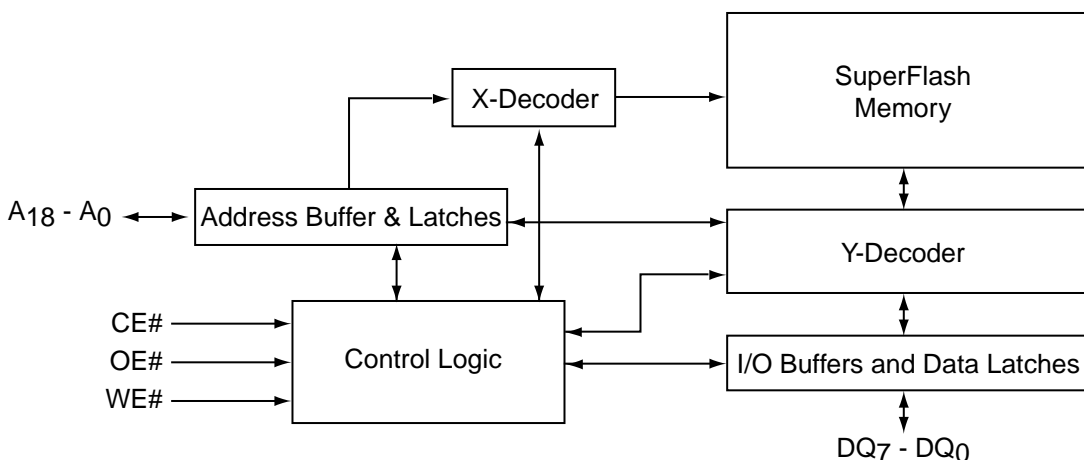 SuperFlash
Memory
X-Decoder
A18 - A0
Address Buffer & Latches
Y-Decoder
CE#
OE#
WE#
Control Logic
I/O Buffers and Data Latches
DQ7 - DQ0